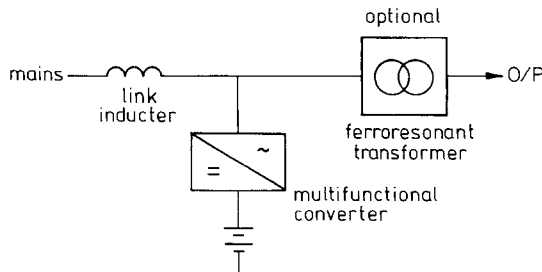 optional
mains
O/P
link
inducter
ferroresonant
transformer
~
=
multifunctional
converter